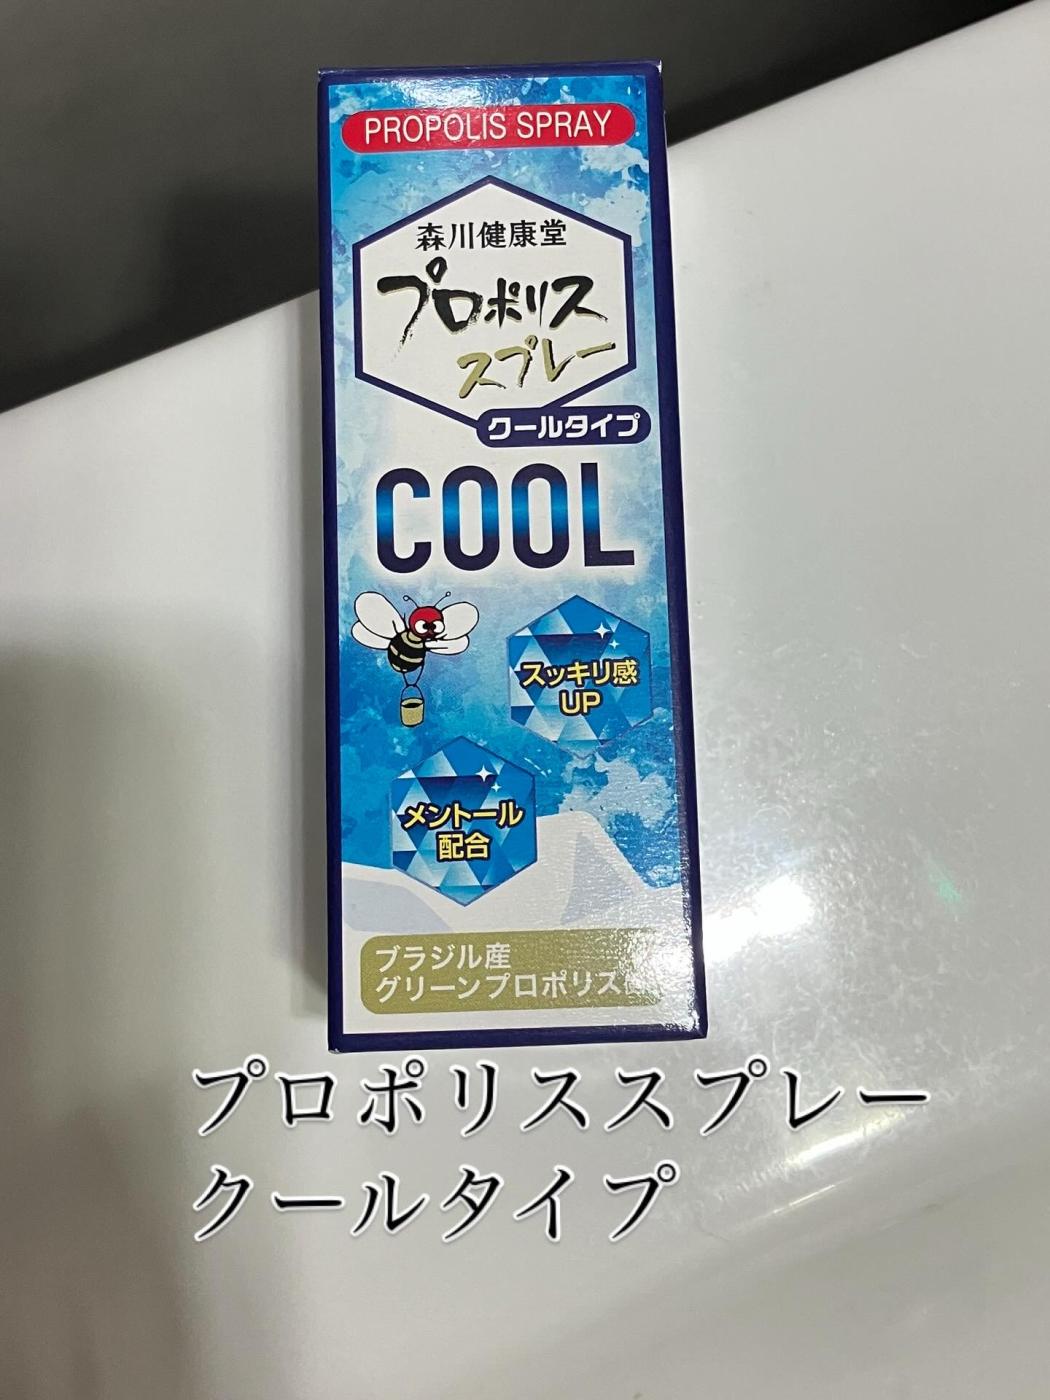 PROPOLIS SPRAY
森川健康堂
プロポリス
スプレー
クールタイプ
COOL
スッキリ感
UP
メントール
配合
ブラジル産
グリーンプロポリス
プロポリススプレー
クールタイプ